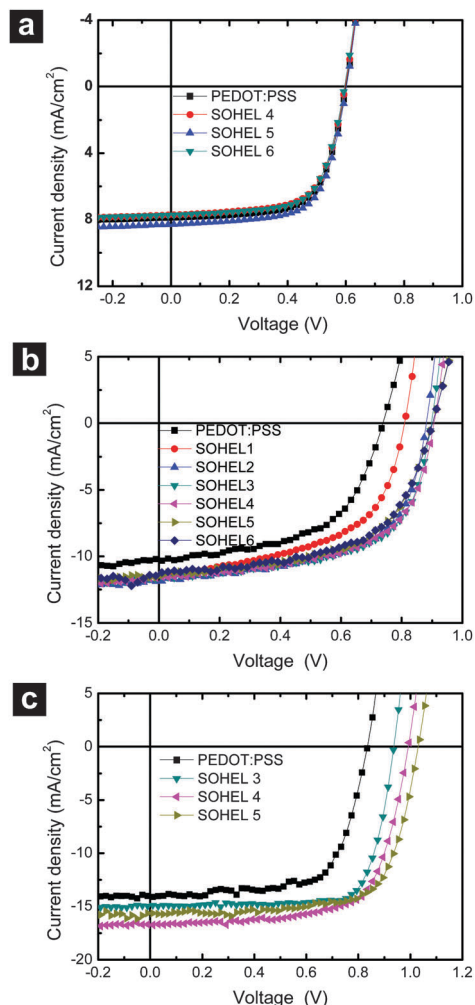 a
-4
0
4
8
12
Current density (mA/cm²)
PEDOT:PSS
SOHEL 4
SOHEL 5
SOHEL 6
-0.2 0.0 0.2 0.4 0.6 0.8 1.0
Voltage (V)
b
5
0
-5
-10
-15
Current density (mA/cm²)
PEDOT:PSS
SOHEL1
SOHEL2
SOHEL3
SOHEL4
SOHEL5
SOHEL6
-0.2 0.0 0.2 0.4 0.6 0.8 1.0
Voltage (V)
c
5
0
-5
-10
-15
-20
Current density (mA/cm²)
PEDOT:PSS
SOHEL 3
SOHEL 4
SOHEL 5
-0.2 0.0 0.2 0.4 0.6 0.8 1.0 1.2
Voltage (V)